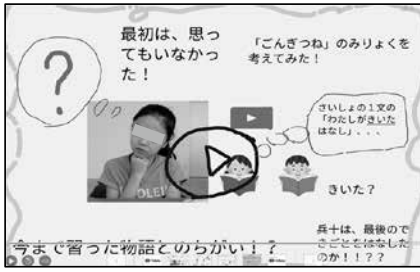 最初は、思っ
てもいなかっ
た！
「ごんぎつね」のみりょくを
考えてみた！
?
さいしょの１文の
「わたしがきいた
はなし」．．．
きいた？
兵十は、最後ので
きごとをはなした
のか！！？？
今まで習った物語とのちがい！？